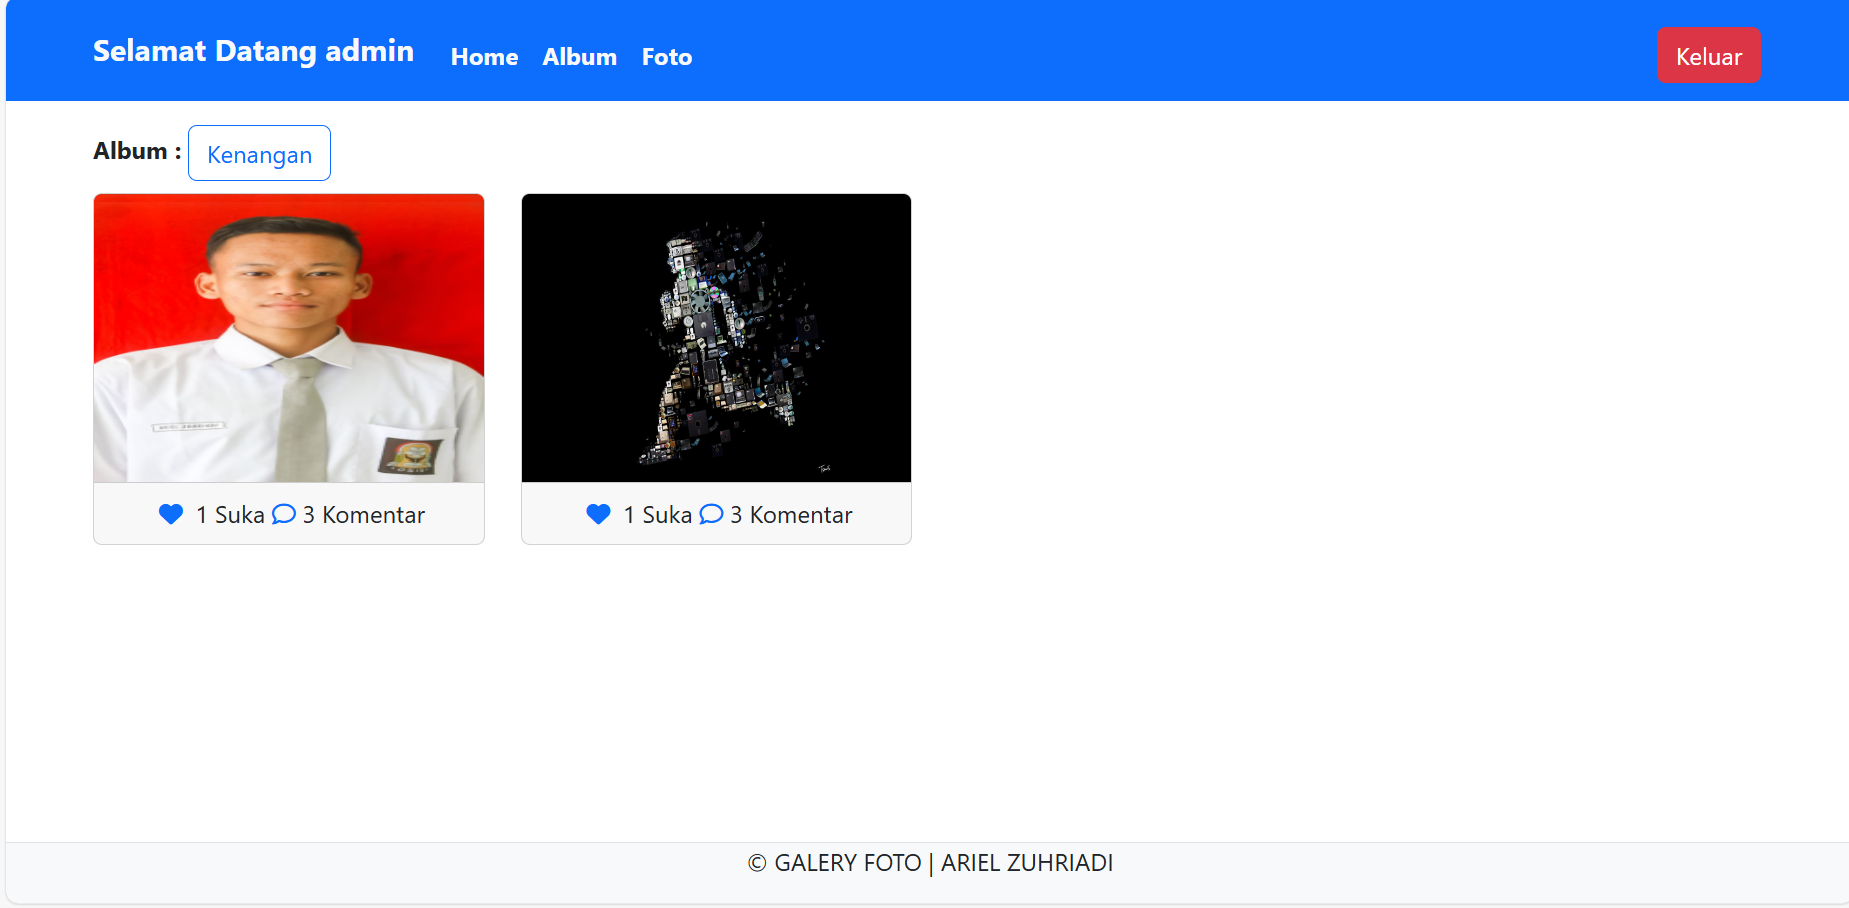 Selamat Datang admin Home Album Foto Keluar
Album : Kenangan
1 Suka 3 Komentar
1 Suka 3 Komentar
© GALERY FOTO | ARIEL ZUHRIADI